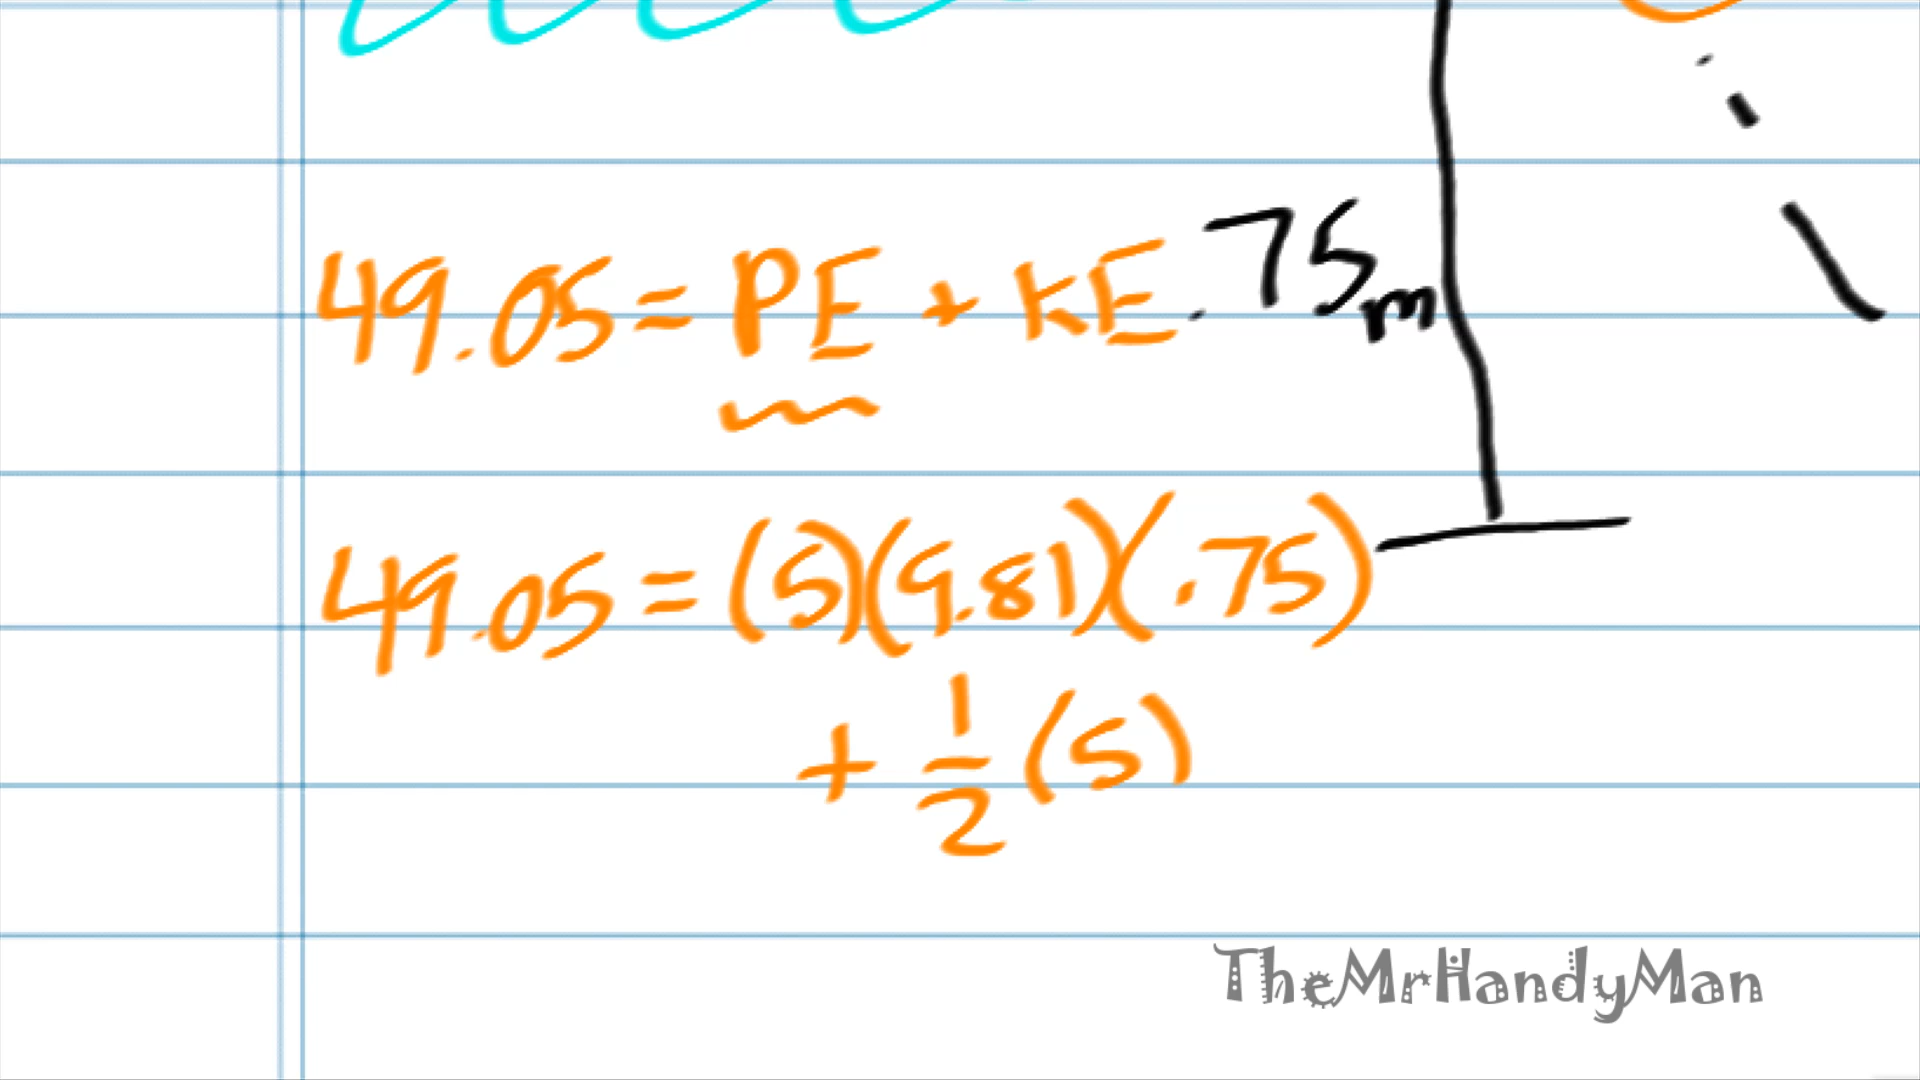 49.05 = PE + KE
.75m
49.05 = (5)(9.81)(.75)
+ 1/2 (5)
TheMrHandyMan